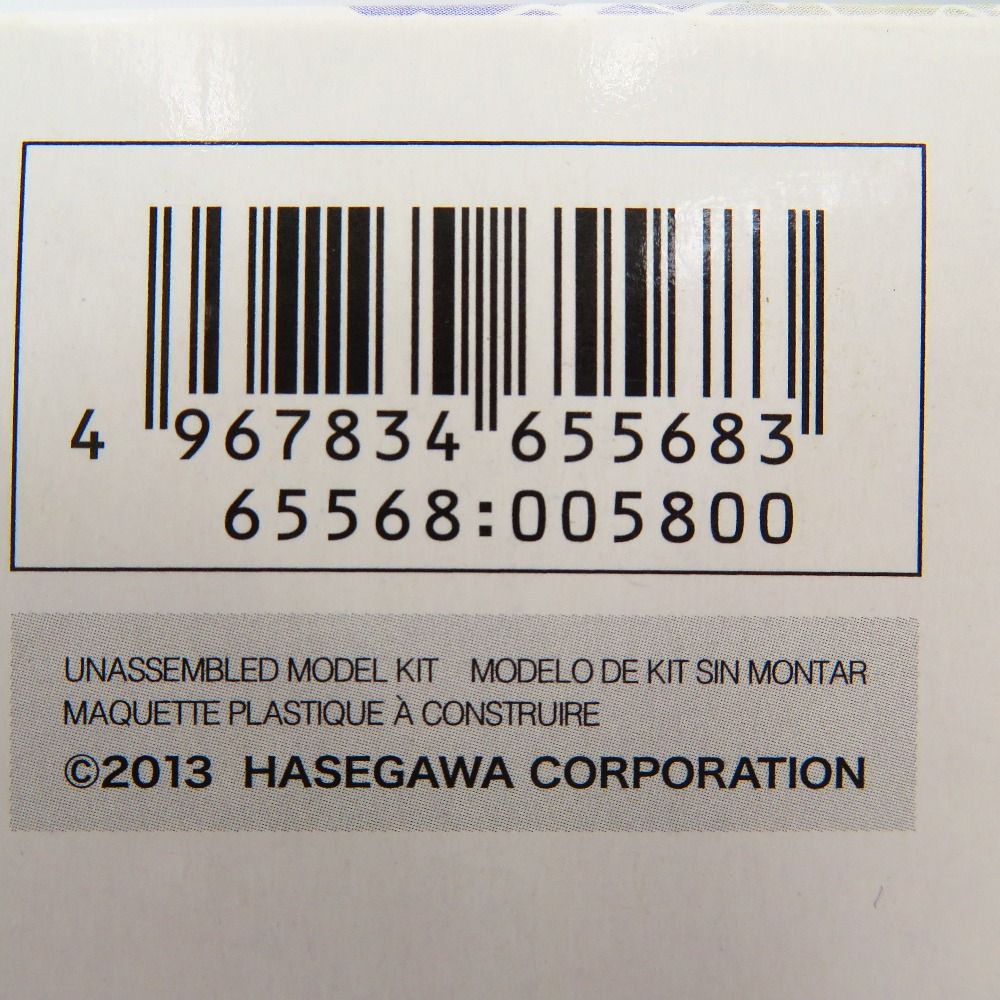 4 967834 655683
65568:005800
UNASSEMBLED MODEL KIT MODELO DE KIT SIN MONTAR
MAQUETTE PLASTIQUE À CONSTRUIRE
©2013 HASEGAWA CORPORATION